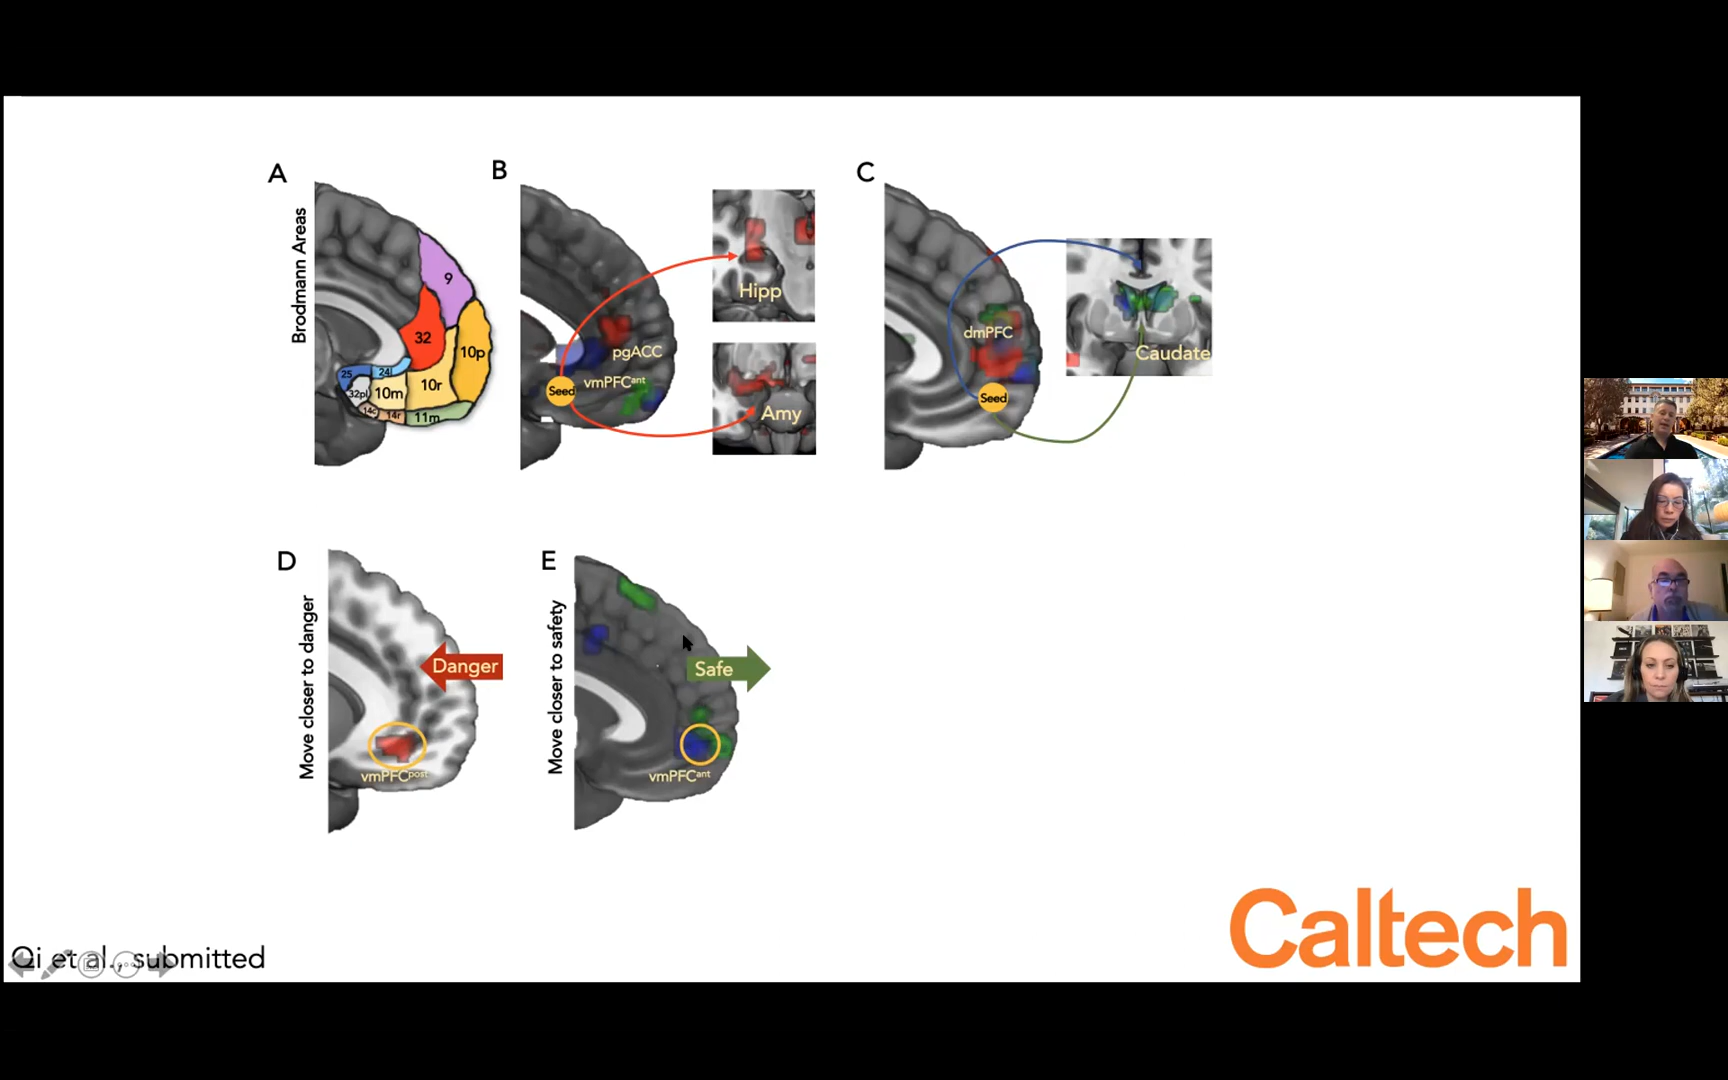 A
Brodmann Areas
9
32
10p
25
24
32pl
10m
10r
14c
14r
11m
B
pgACC
vmPFCant
Seed
Hipp
Amy
C
dmPFC
Seed
Caudate
D
Move closer to danger
Danger
vmPFCpost
E
Move closer to safety
Safe
vmPFCant
Qi et al., submitted
Caltech